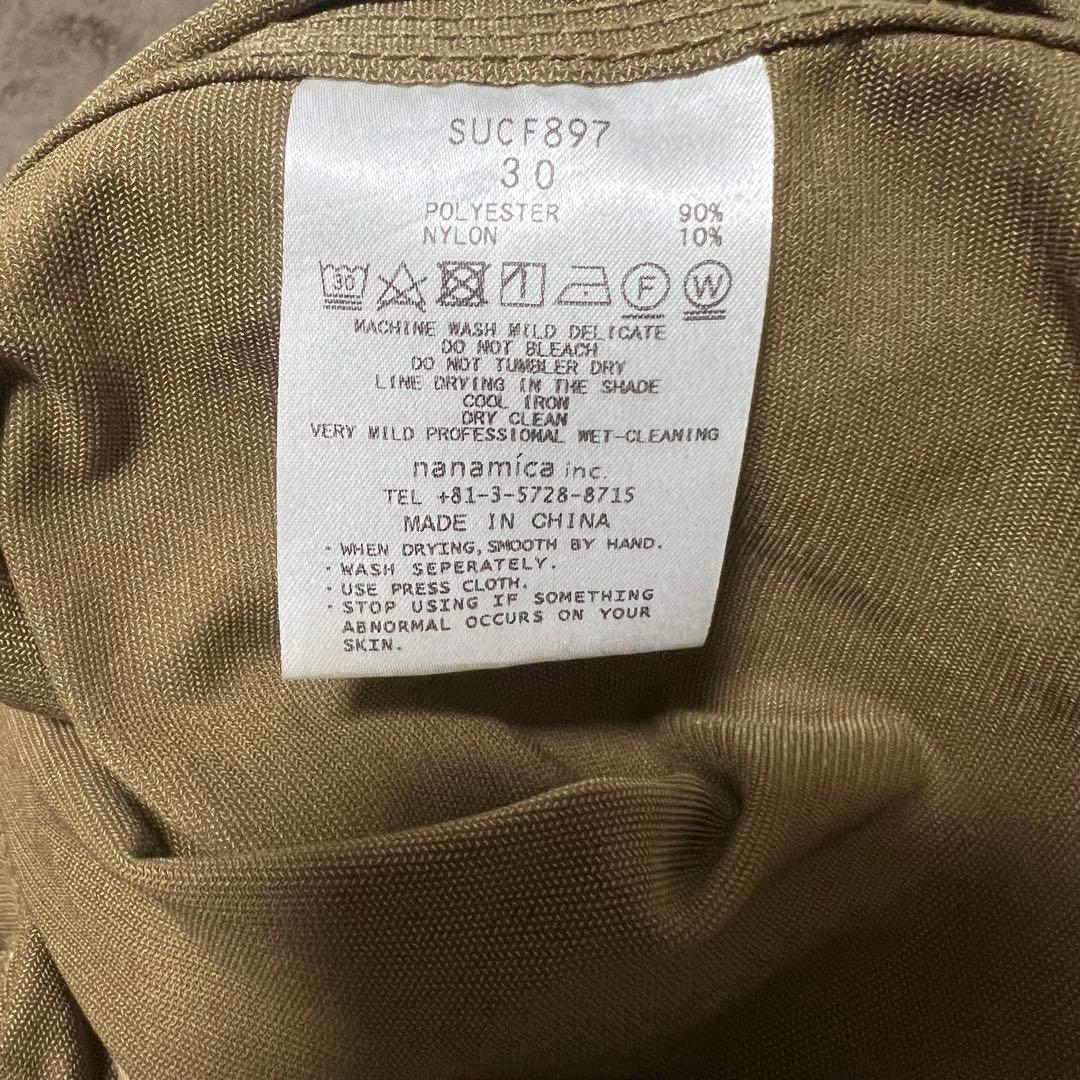 SUCF897
30
POLYESTER 90%
NYLON 10%
30 F W
MACHINE WASH MILD DELICATE
DO NOT BLEACH
DO NOT TUMBLER DRY
LINE DRYING IN THE SHADE
COOL IRON
DRY CLEAN
VERY MILD PROFESSIONAL WET-CLEANING
nanamíca inc.
TEL +81-3-5728-8715
MADE IN CHINA
・WHEN DRYING, SMOOTH BY HAND.
・WASH SEPERATELY.
・USE PRESS CLOTH.
・STOP USING IF SOMETHING
ABNORMAL OCCURS ON YOUR
SKIN.